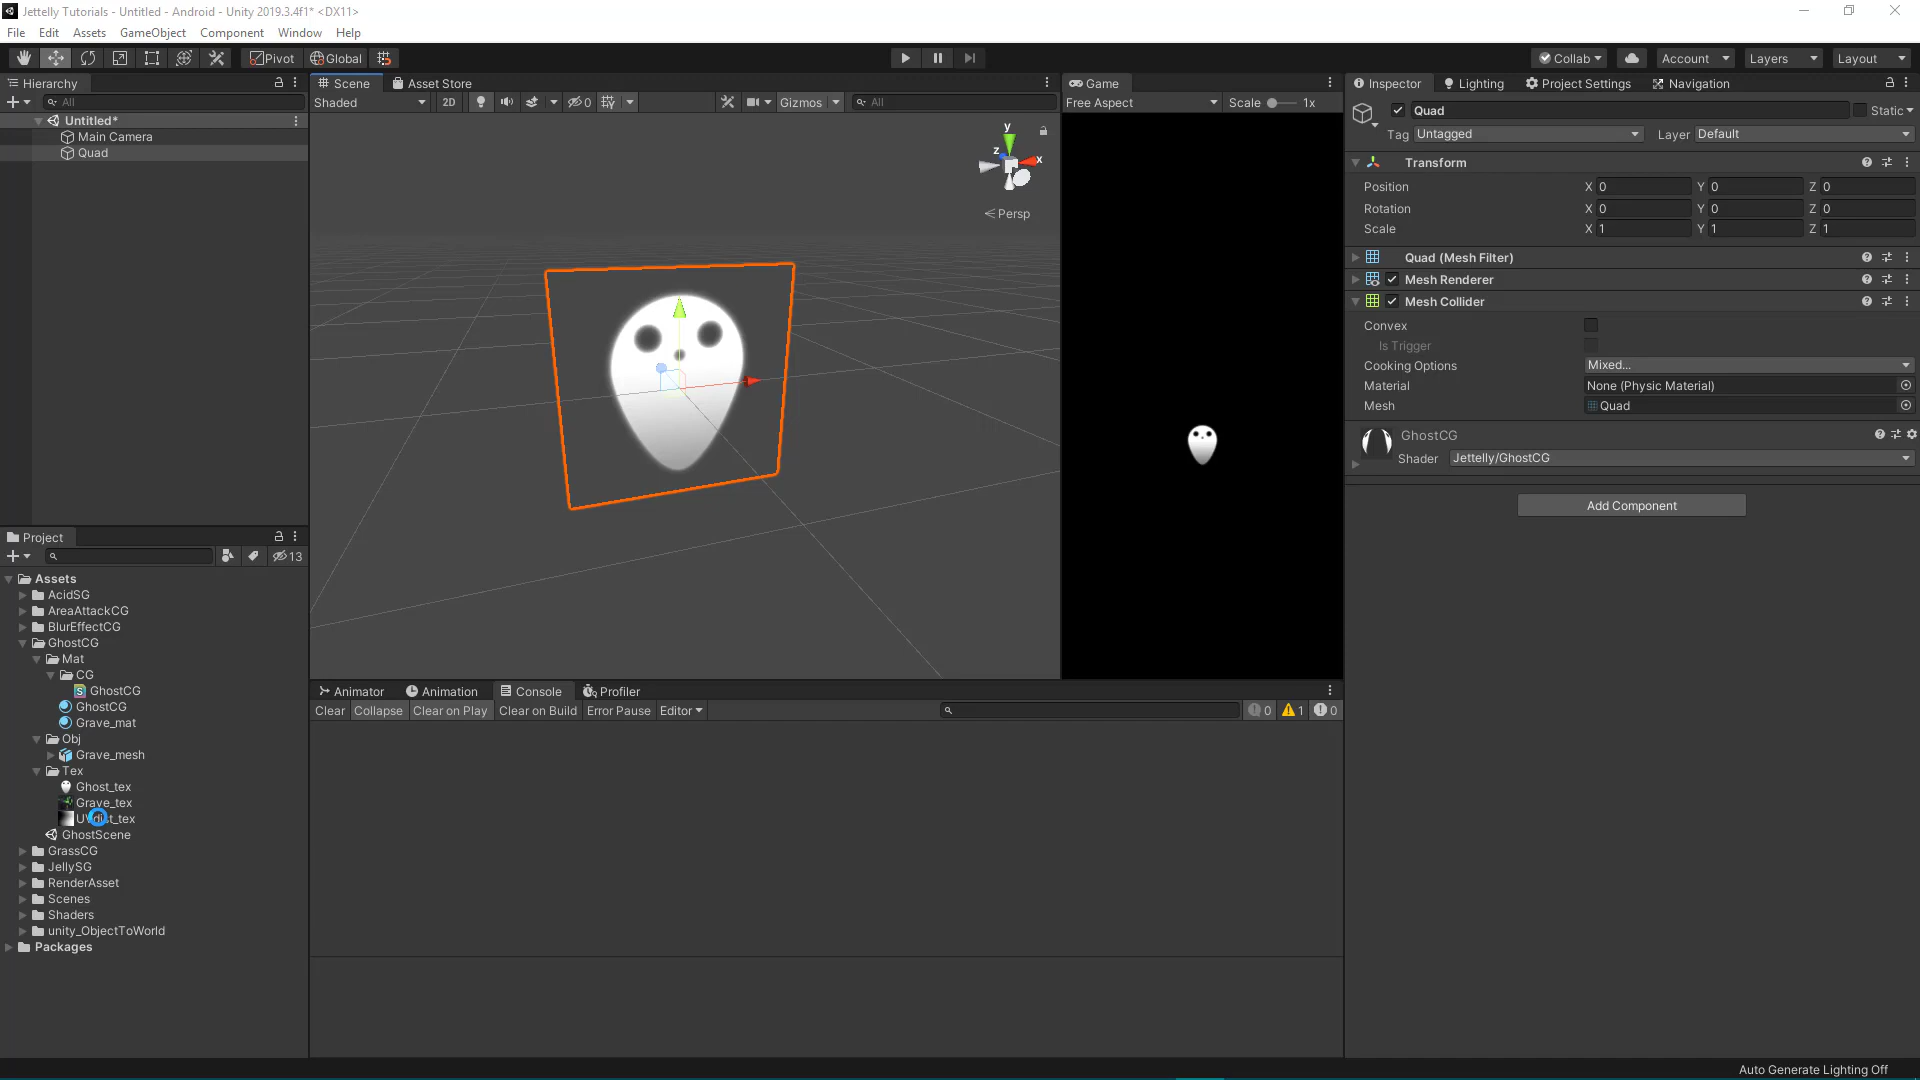 Jettelly Tutorials - Untitled - Android - Unity 2019.3.4f1* <DX11>
File Edit Assets GameObject Component Window Help
Pivot Global Collab Account Layers Layout
Hierarchy
All
Untitled*
Main Camera
Quad
Scene Asset Store
Shaded 2D 0 Gizmos All
y
z
x
Persp
Game
Free Aspect Scale 1x
Inspector Lighting Project Settings Navigation
Quad Static
Tag Untagged Layer Default
Transform
Position X 0 Y 0 Z 0
Rotation X 0 Y 0 Z 0
Scale X 1 Y 1 Z 1
Quad (Mesh Filter)
Mesh Renderer
Mesh Collider
Convex
Is Trigger
Cooking Options Mixed...
Material None (Physic Material)
Mesh Quad
GhostCG
Shader Jettelly/GhostCG
Add Component
Project
13
Assets
AcidSG
AreaAttackCG
BlurEffectCG
GhostCG
Mat
CG
GhostCG
GhostCG
Grave_mat
Obj
Grave_mesh
Tex
Ghost_tex
Grave_tex
GhostScene
GrassCG
JellySG
RenderAsset
Scenes
Shaders
unity_ObjectToWorld
Packages
Animator Animation Console Profiler
Clear Collapse Clear on Play Clear on Build Error Pause Editor 0 1 0
Auto Generate Lighting Off